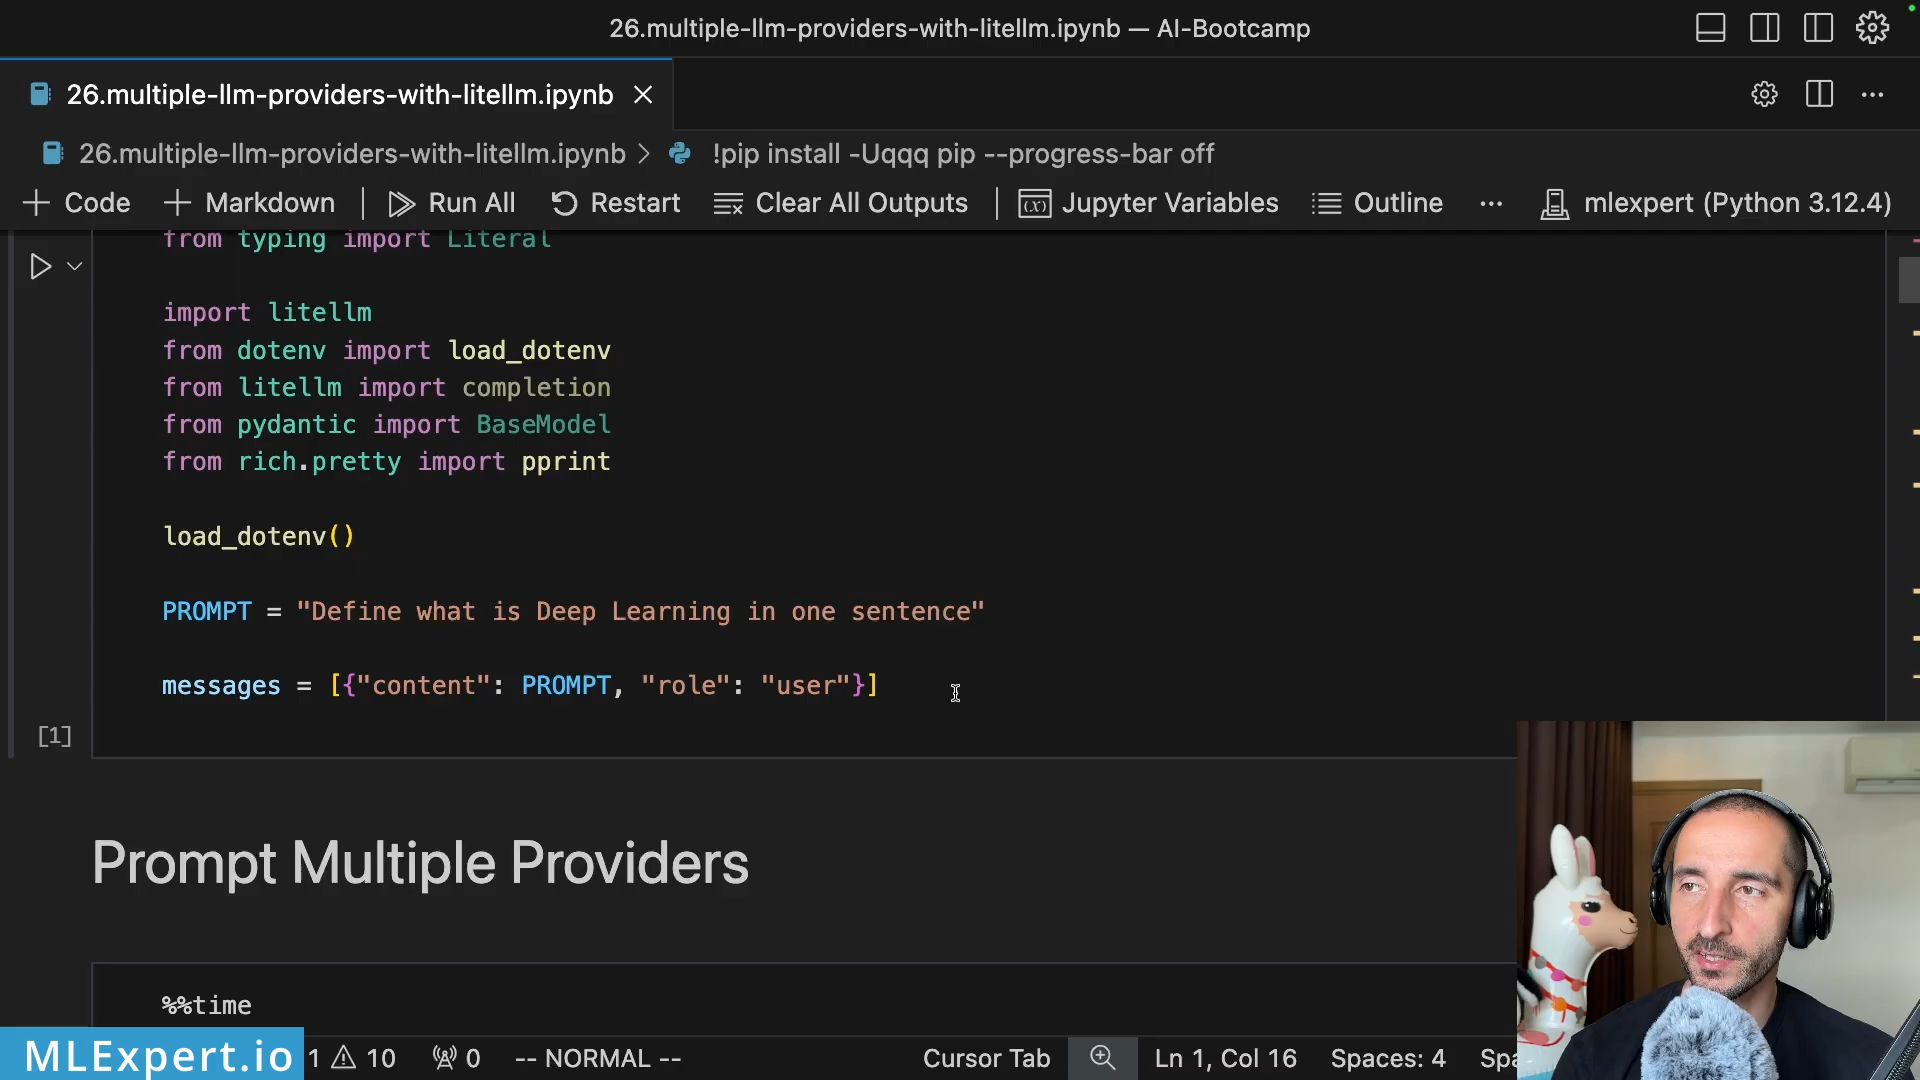 26.multiple-llm-providers-with-litellm.ipynb — AI-Bootcamp
26.multiple-llm-providers-with-litellm.ipynb
26.multiple-llm-providers-with-litellm.ipynb > !pip install -Uqqq pip --progress-bar off
+ Code + Markdown | Run All Restart Clear All Outputs | Jupyter Variables Outline ... mlexpert (Python 3.12.4)
from typing import Literal
import litellm
from dotenv import load_dotenv
from litellm import completion
from pydantic import BaseModel
from rich.pretty import pprint
load_dotenv()
PROMPT = "Define what is Deep Learning in one sentence"
messages = [{"content": PROMPT, "role": "user"}]
[1]
Prompt Multiple Providers
%%time
MLExpert.io 1 10 0 -- NORMAL -- Cursor Tab Ln 1, Col 16 Spaces: 4